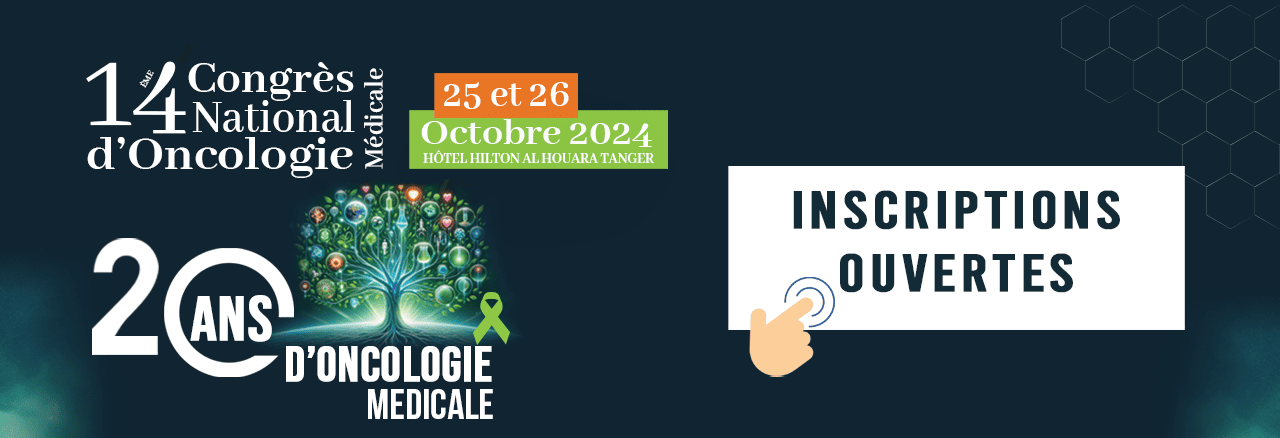 14ÈME Congrès
National
d'Oncologie
Médicale
25 et 26
Octobre 2024
HÔTEL HILTON AL HOUARA TANGER
20 ANS
D'ONCOLOGIE
MEDICALE
INSCRIPTIONS
OUVERTES